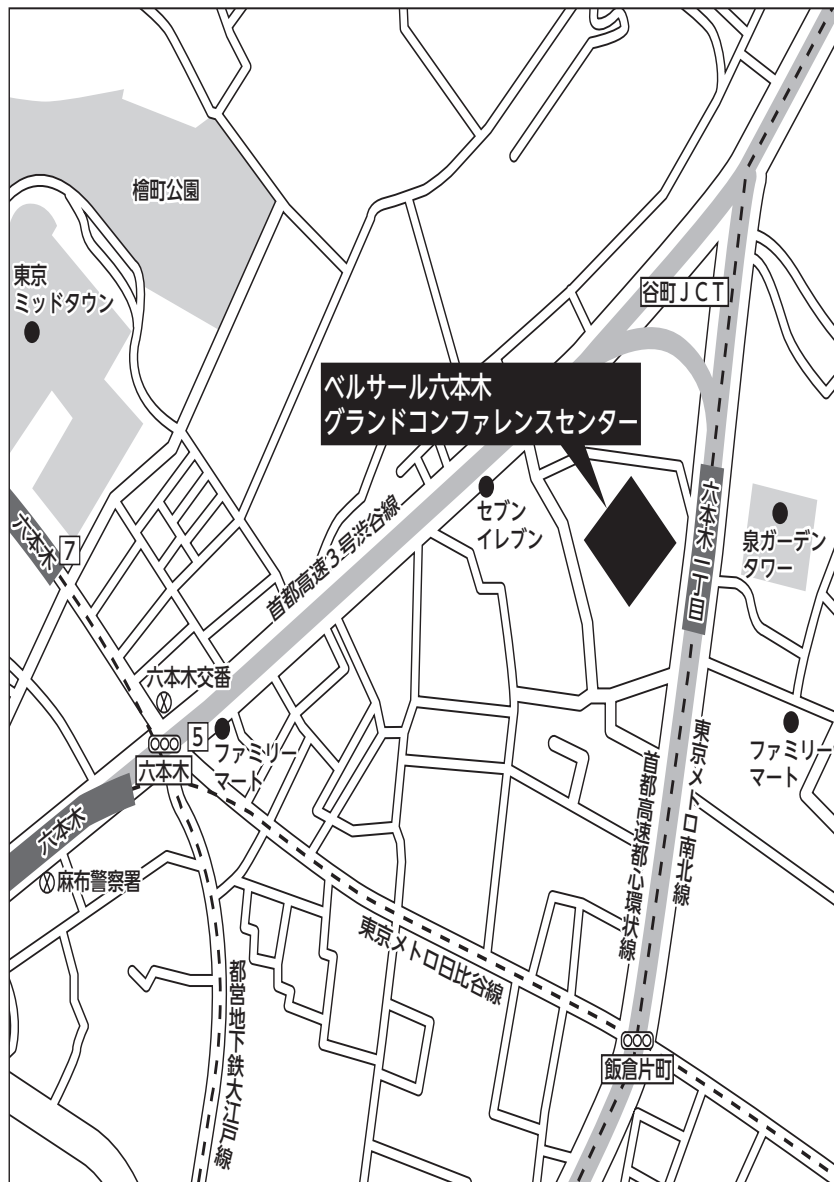 檜町公園
東京
ミッドタウン
谷町JCT
ベルサール六本木
グランドコンファレンスセンター
セブン
イレブン
六本木一丁目
泉ガーデン
タワー
六本木
7
首都高速3号渋谷線
六本木交番
5
ファミリー
マート
六本木
六本木
麻布警察署
東京メトロ南北線
首都高速都心環状線
ファミリー
マート
東京メトロ日比谷線
都営地下鉄大江戸線
飯倉片町